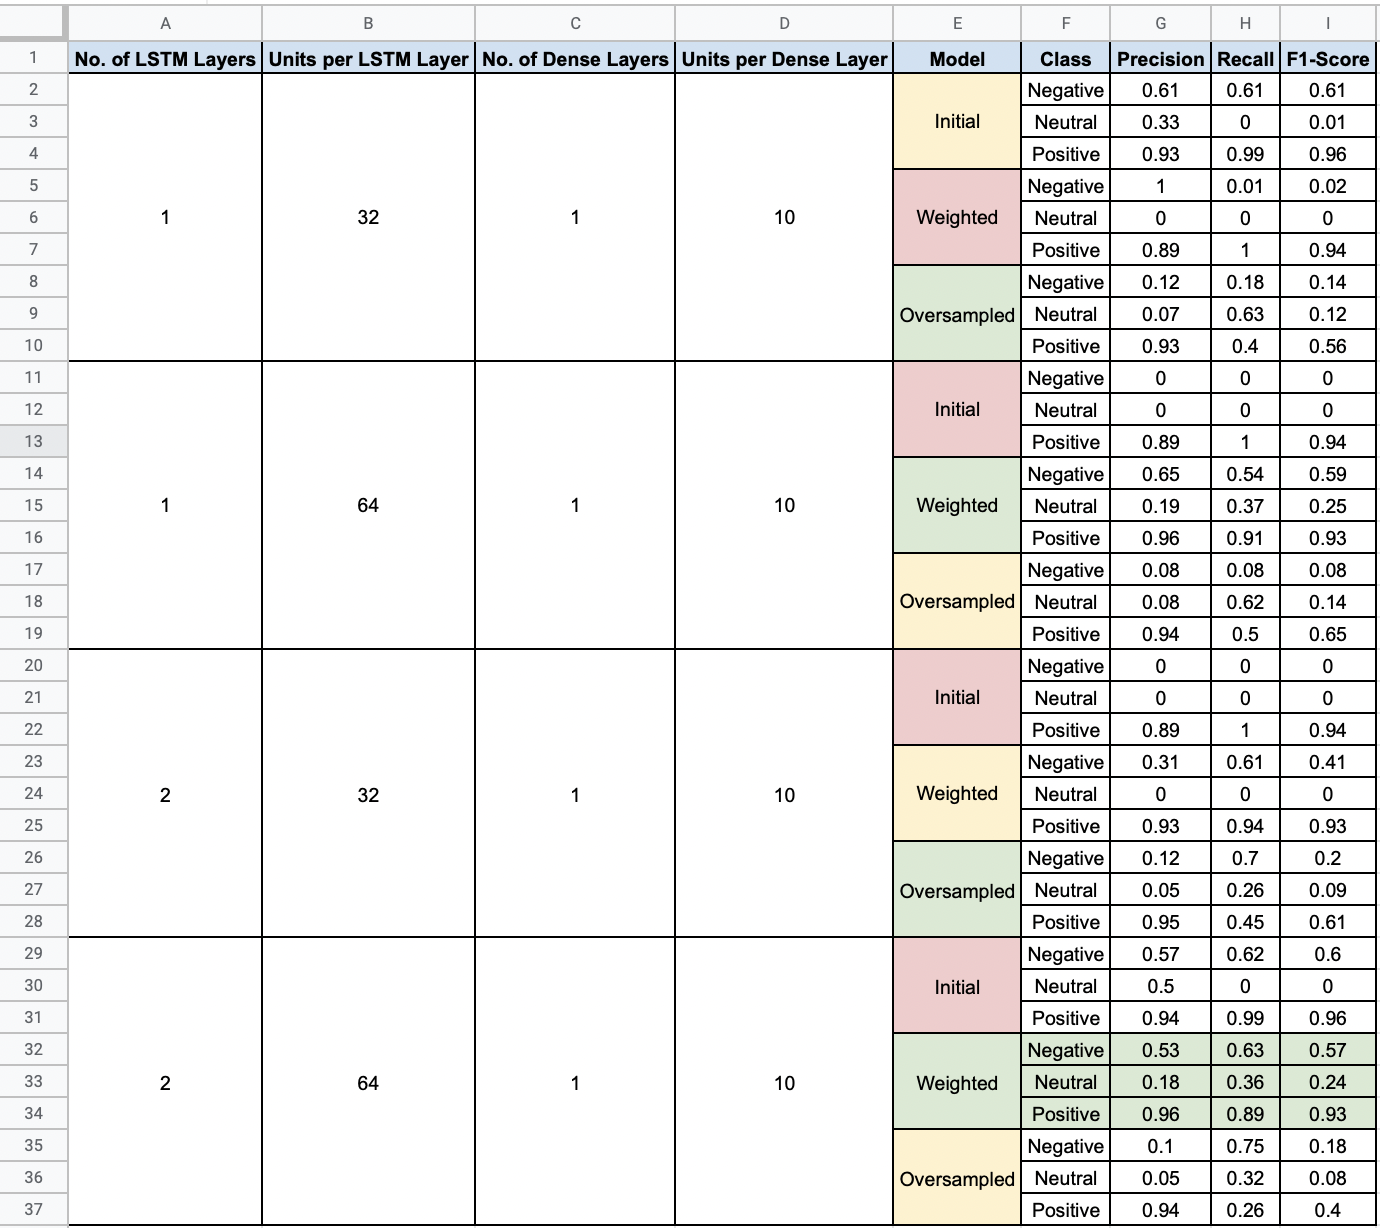 A B C D E F G H I
1 No. of LSTM Layers Units per LSTM Layer No. of Dense Layers Units per Dense Layer Model Class Precision Recall F1-Score
2 Negative 0.61 0.61 0.61
3 Initial Neutral 0.33 0 0.01
4 Positive 0.93 0.99 0.96
5 Negative 1 0.01 0.02
6 1 32 1 10 Weighted Neutral 0 0 0
7 Positive 0.89 1 0.94
8 Negative 0.12 0.18 0.14
9 Oversampled Neutral 0.07 0.63 0.12
10 Positive 0.93 0.4 0.56
11 Negative 0 0 0
12 Initial Neutral 0 0 0
13 Positive 0.89 1 0.94
14 Negative 0.65 0.54 0.59
15 1 64 1 10 Weighted Neutral 0.19 0.37 0.25
16 Positive 0.96 0.91 0.93
17 Negative 0.08 0.08 0.08
18 Oversampled Neutral 0.08 0.62 0.14
19 Positive 0.94 0.5 0.65
20 Negative 0 0 0
21 Initial Neutral 0 0 0
22 Positive 0.89 1 0.94
23 Negative 0.31 0.61 0.41
24 2 32 1 10 Weighted Neutral 0 0 0
25 Positive 0.93 0.94 0.93
26 Negative 0.12 0.7 0.2
27 Oversampled Neutral 0.05 0.26 0.09
28 Positive 0.95 0.45 0.61
29 Negative 0.57 0.62 0.6
30 Initial Neutral 0.5 0 0
31 Positive 0.94 0.99 0.96
32 Negative 0.53 0.63 0.57
33 2 64 1 10 Weighted Neutral 0.18 0.36 0.24
34 Positive 0.96 0.89 0.93
35 Negative 0.1 0.75 0.18
36 Oversampled Neutral 0.05 0.32 0.08
37 Positive 0.94 0.26 0.4